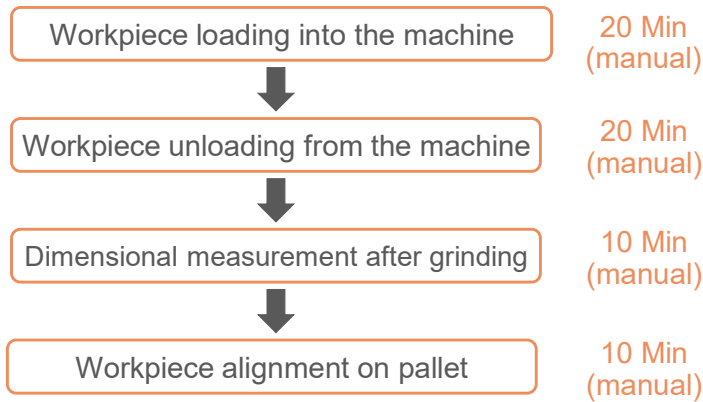 Workpiece loading into the machine
20 Min
(manual)
Workpiece unloading from the machine
20 Min
(manual)
Dimensional measurement after grinding
10 Min
(manual)
Workpiece alignment on pallet
10 Min
(manual)